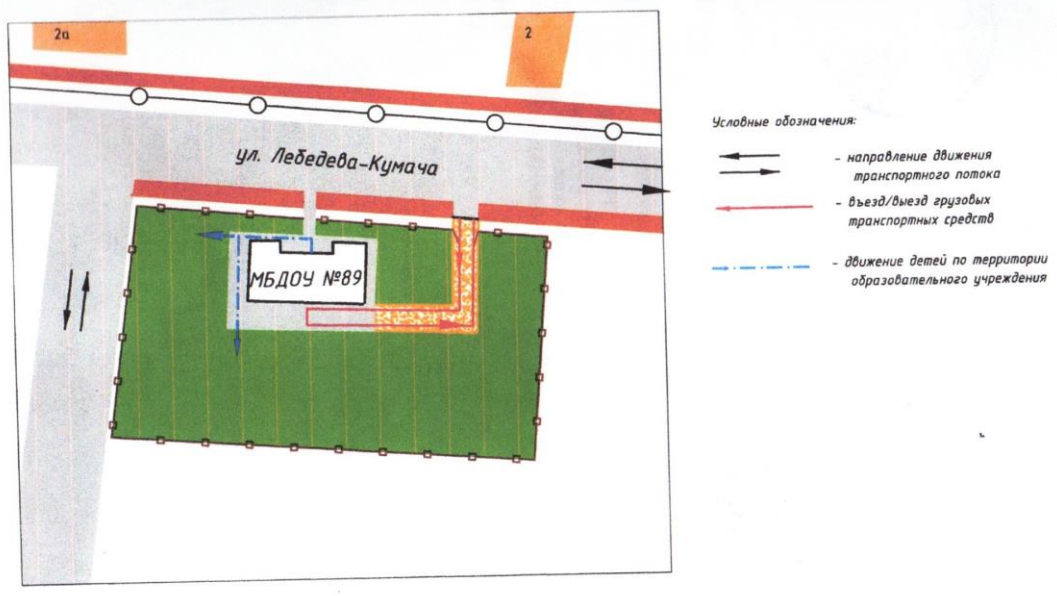 2а
2
ул. Лебедева-Кумача
МБДОУ №89
Условные обозначения:
- направление движения
транспортного потока
- въезд/выезд грузовых
транспортных средств
- движение детей по территории
образовательного учреждения